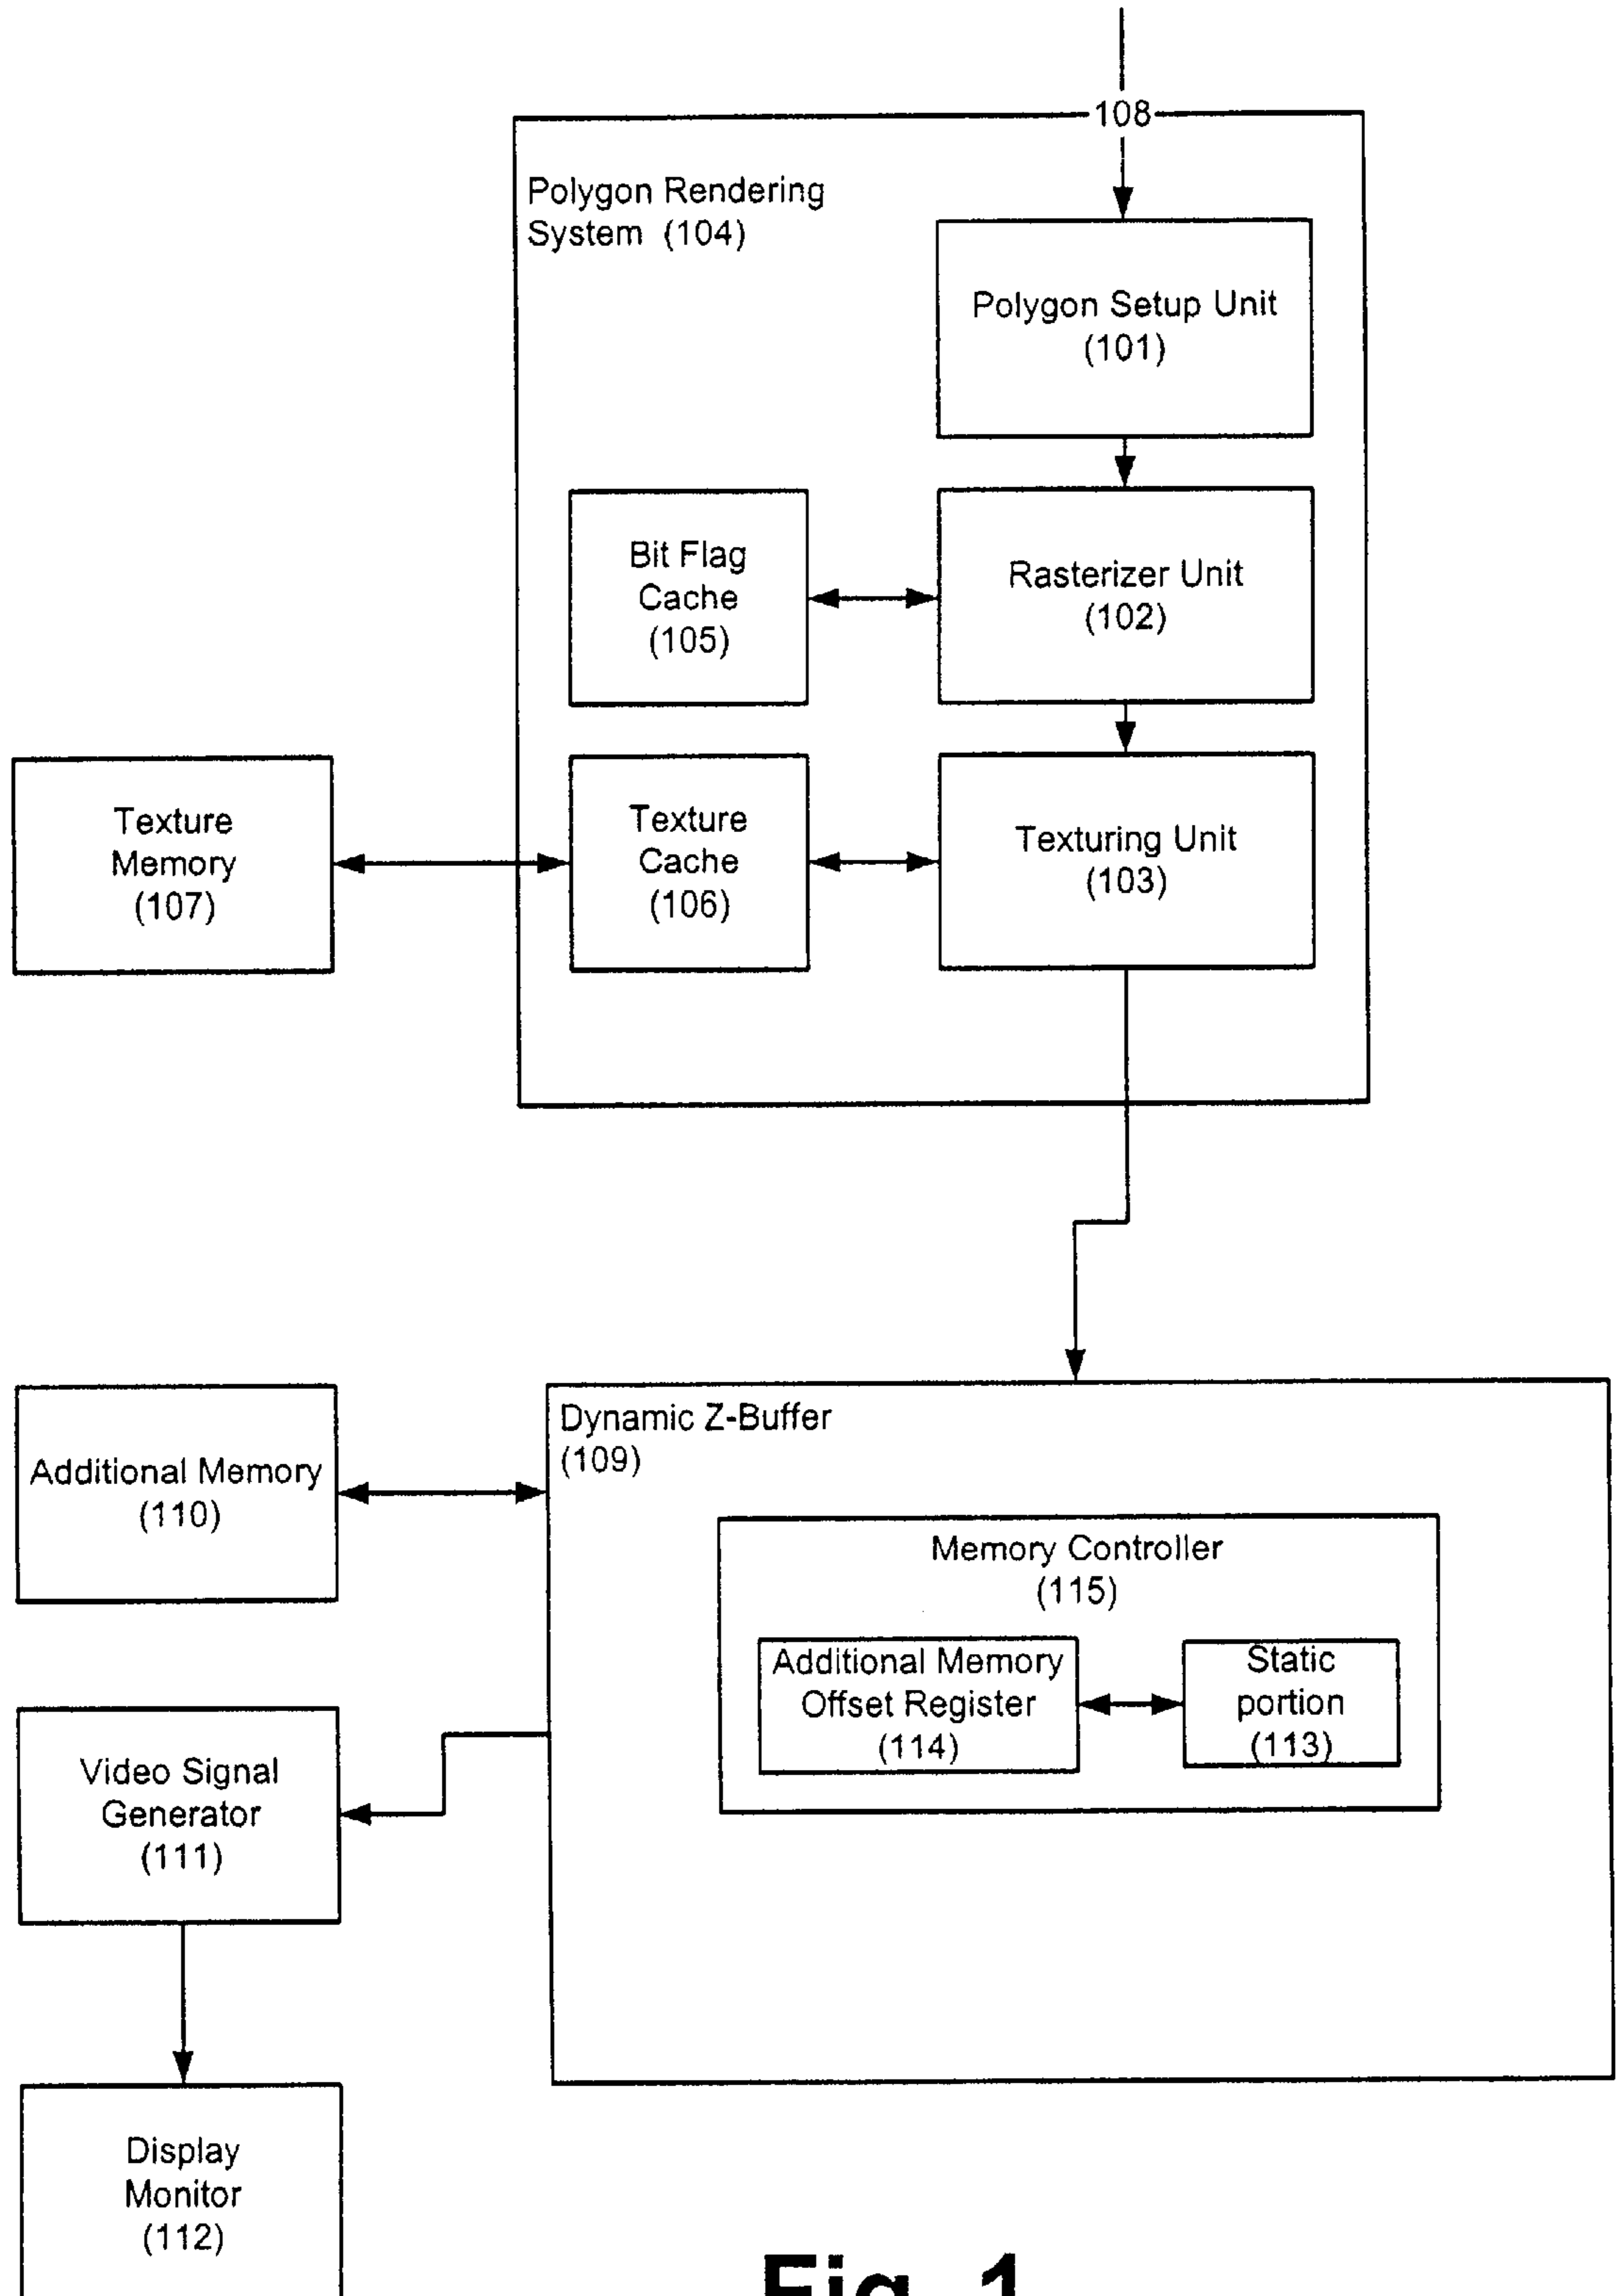 108
Polygon Rendering
System (104)
Polygon Setup Unit
(101)
Bit Flag
Cache
(105)
Rasterizer Unit
(102)
Texture
Memory
(107)
Texture
Cache
(106)
Texturing Unit
(103)
Additional Memory
(110)
Dynamic Z-Buffer
(109)
Memory Controller
(115)
Additional Memory
Offset Register
(114)
Static
portion
(113)
Video Signal
Generator
(111)
Display
Monitor
(112)
Fig. 1